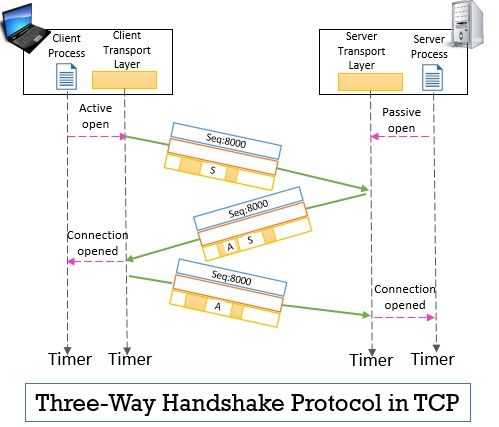 Client
Process
Client
Transport
Layer
Server
Transport
Layer
Server
Process
Active
open
Passive
open
Seq:8000
S
Seq:8000
A S
Connection
opened
Seq:8000
A
Connection
opened
Timer
Timer
Timer
Timer
Three-Way Handshake Protocol in TCP